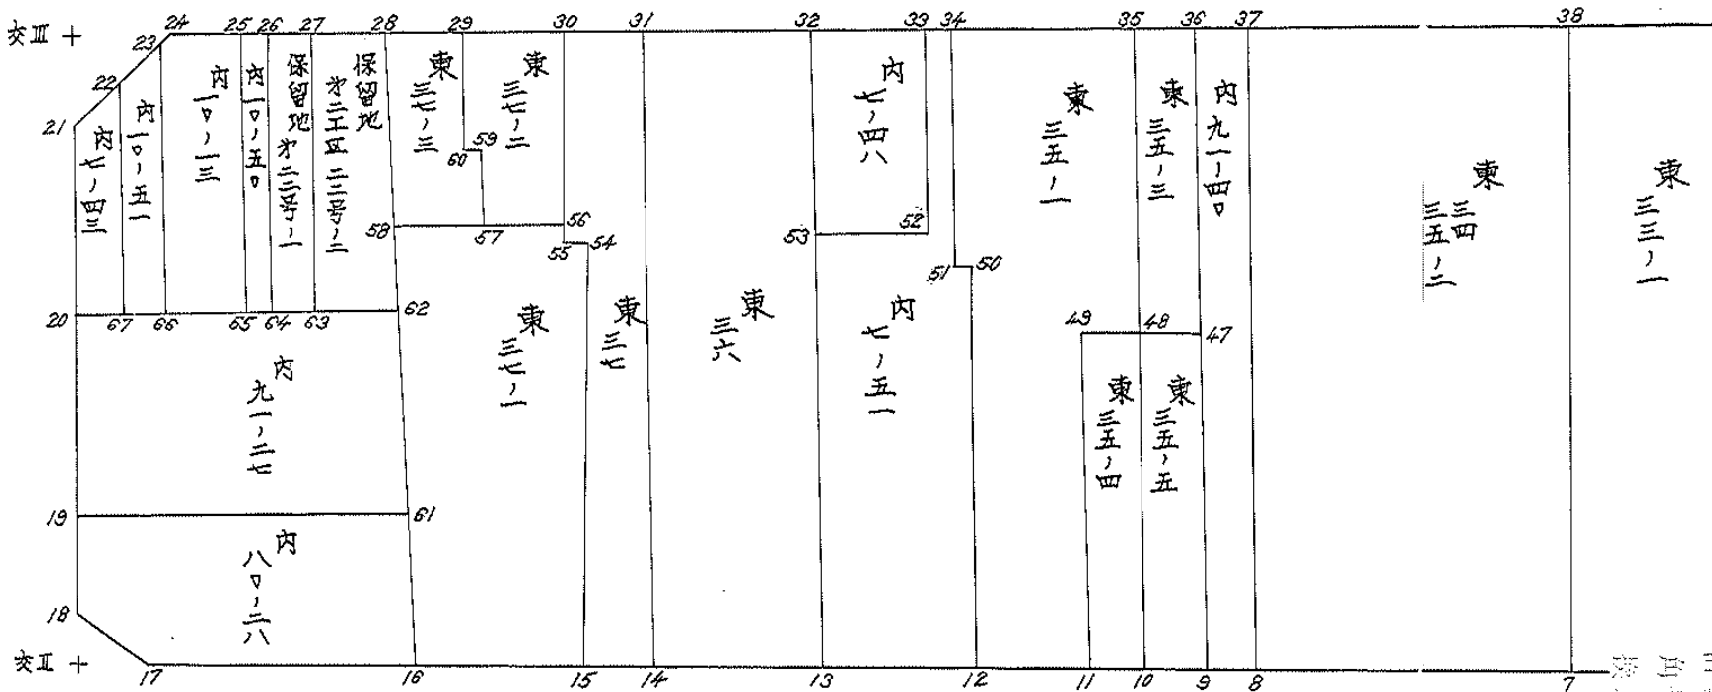 交Ⅲ +
24
25
26
27
28
29
30
31
32
33
34
35
36
37
38
23
22
21
内七ノ四三
内一〇ノ五一
内一〇ノ一三
内一〇ノ五〇
保留地 㐧二三号ノ一
保留地
㐧二工区 二三号ノ二
東
三七ノ三
東
三七ノ二
59
60
58
57
56
55
54
内
七ノ四八
53
52
51
50
東
三五ノ一
東
三五ノ三
内
九一ノ四〇
東
三四
三五ノ二
東
三三ノ一
20
67
66
65
64
63
62
内
九一ノ二七
東
三七ノ一
東
三七
東
三六
内
七ノ五一
49
48
47
東
三五ノ四
東
三五ノ五
19
61
内
八〇ノ二八
18
交Ⅱ +
17
16
15
14
13
12
11
10
9
8
7